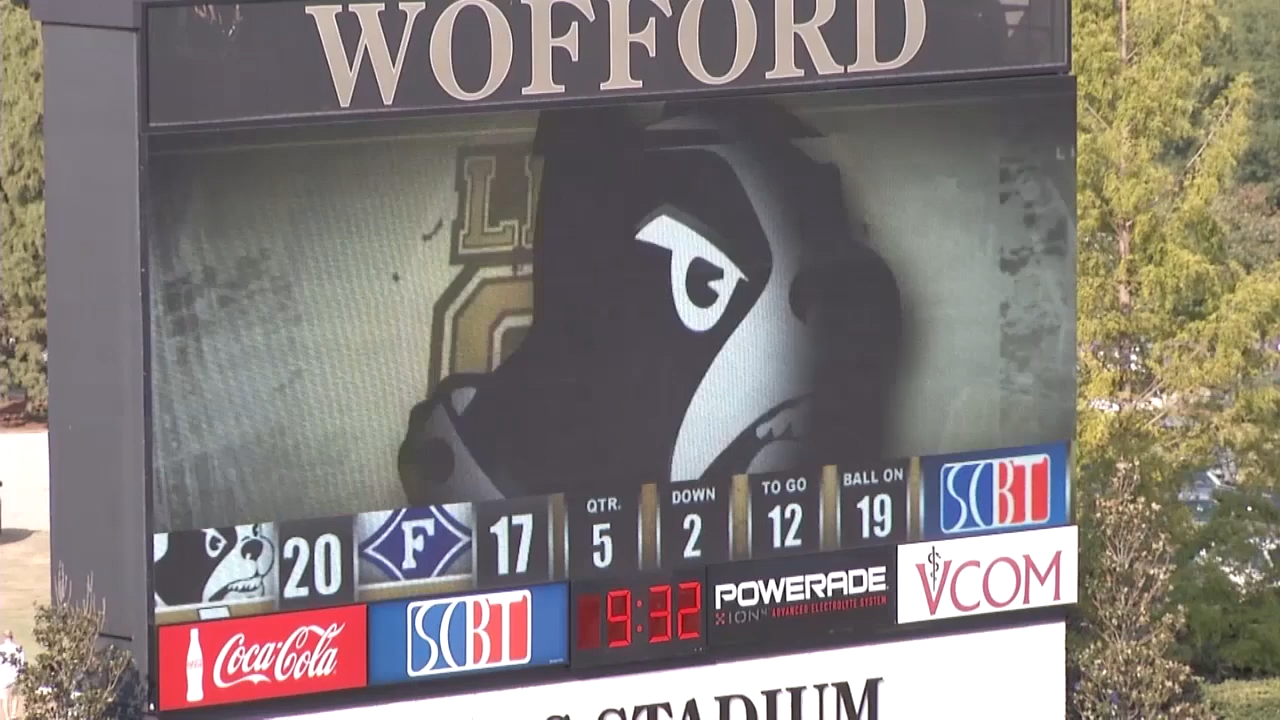 WOFFORD
LI
QTR. DOWN TO GO BALL ON
20 F 17 5 2 12 19 SCBT
Coca-Cola SCBT 9:32 POWERADE VCOM
ION ADVANCED ELECTROLYTE SYSTEM
S STADIUM